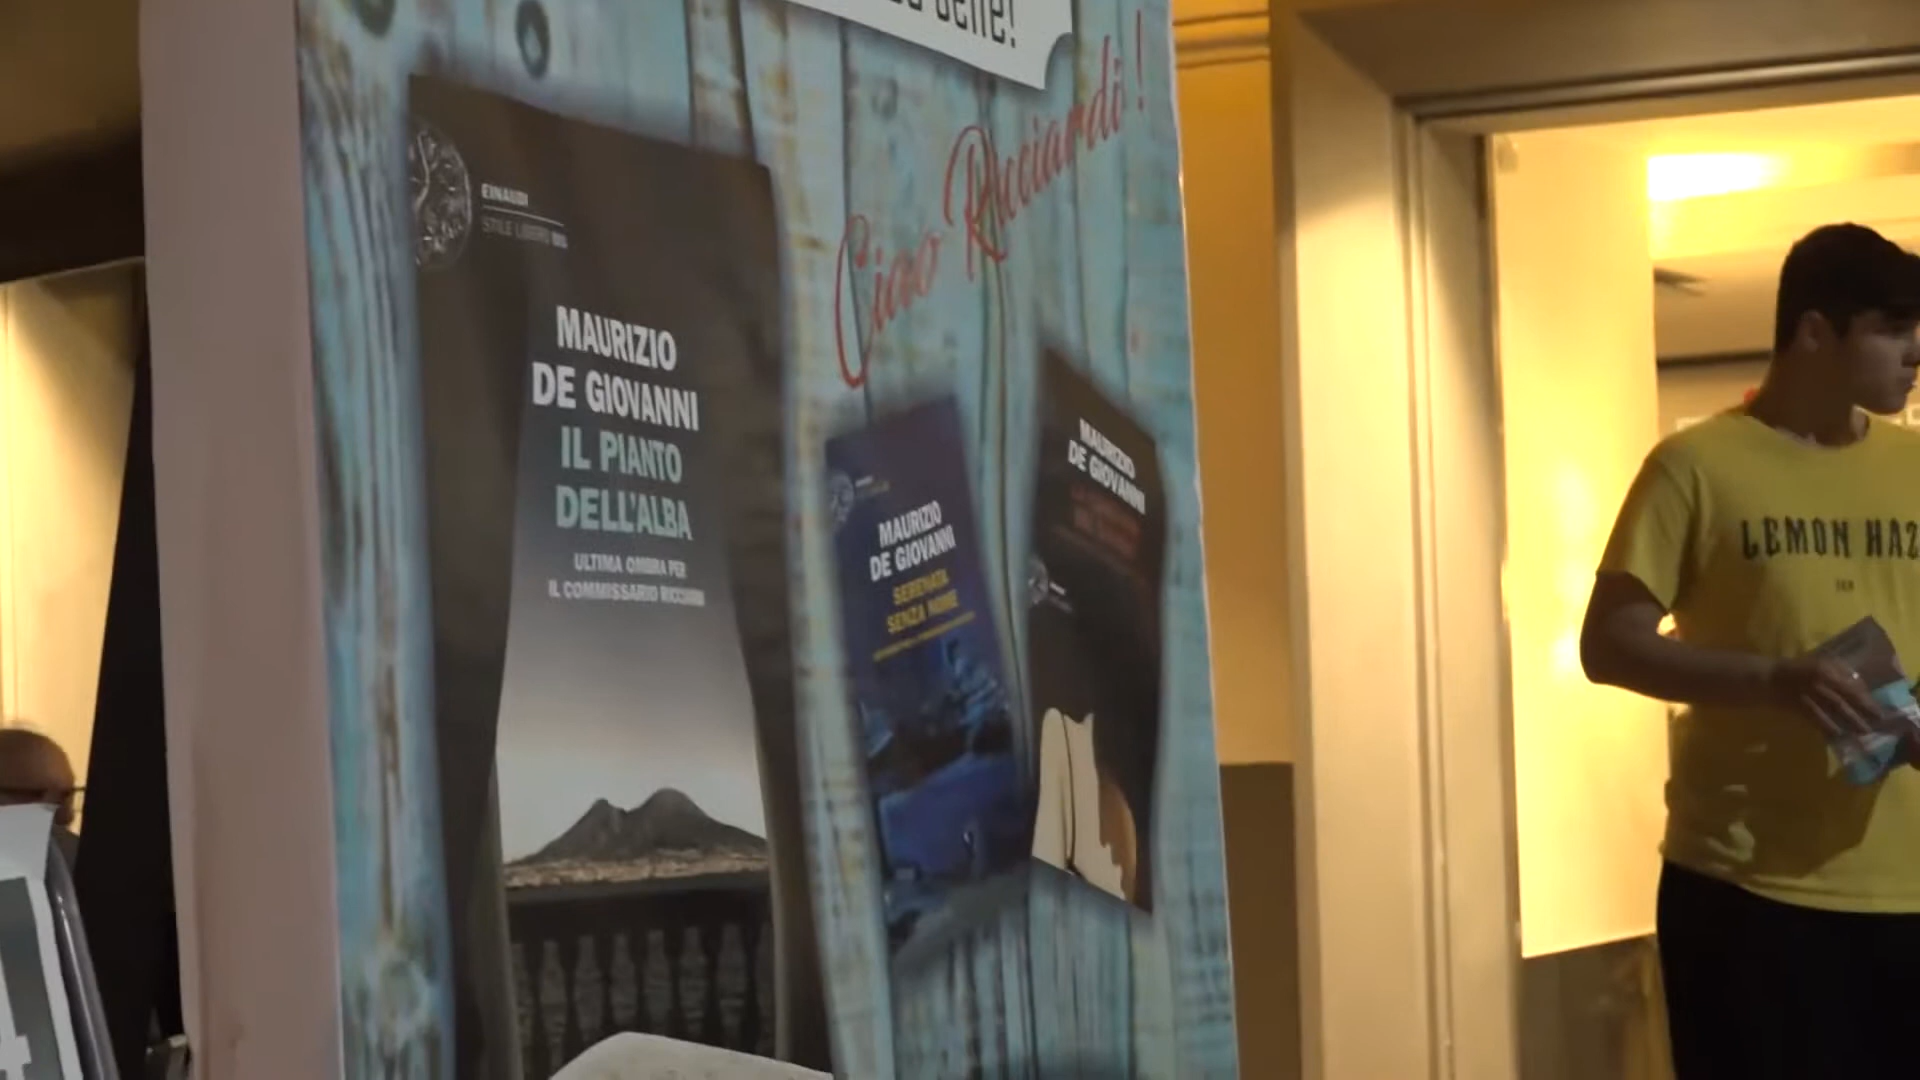 Ciao Ricciardi!
EINAUDI
STILE LIBERO BIG
MAURIZIO
DE GIOVANNI
IL PIANTO
DELL'ALBA
ULTIMA OMBRA PER
IL COMMISSARIO RICCIARDI
MAURIZIO
DE GIOVANNI
SERENATA
SENZA NOME
MAURIZIO
DE GIOVANNI
LEMON HAZ